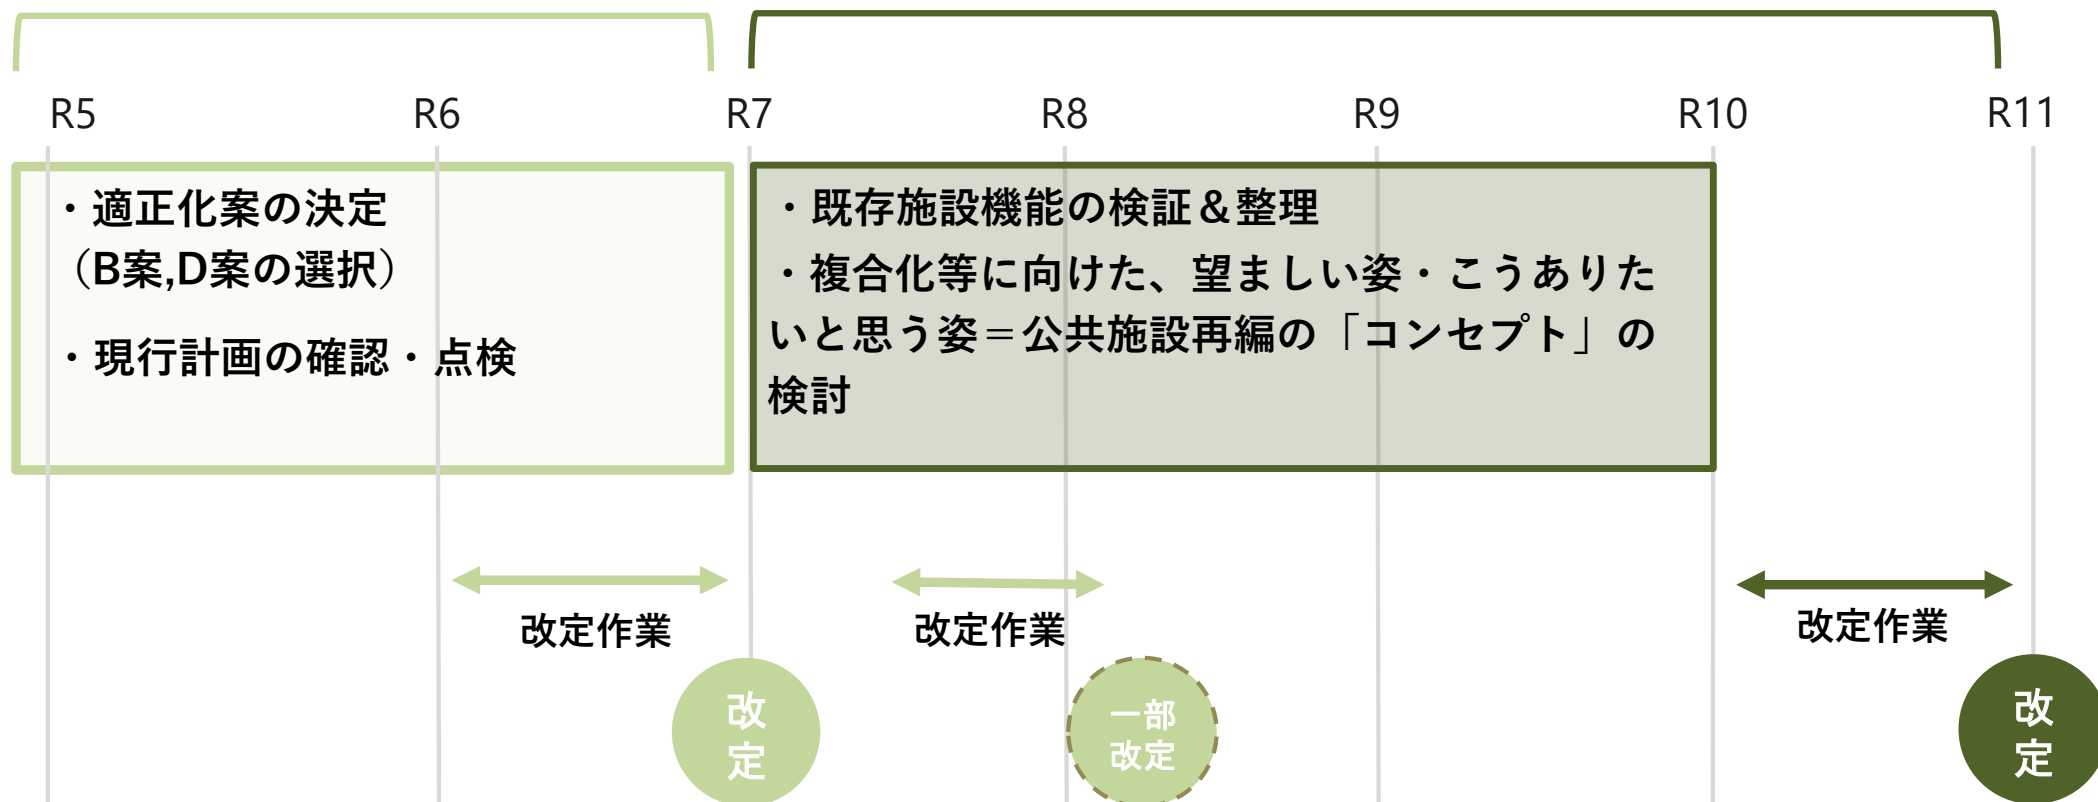 R5 R6 R7 R8 R9 R10 R11
・適正化案の決定
（B案,D案の選択）
・現行計画の確認・点検
・既存施設機能の検証＆整理
・複合化等に向けた、望ましい姿・こうありた
いと思う姿＝公共施設再編の「コンセプト」の
検討
改定作業
改定作業
改定作業
改
定
一部
改定
改
定